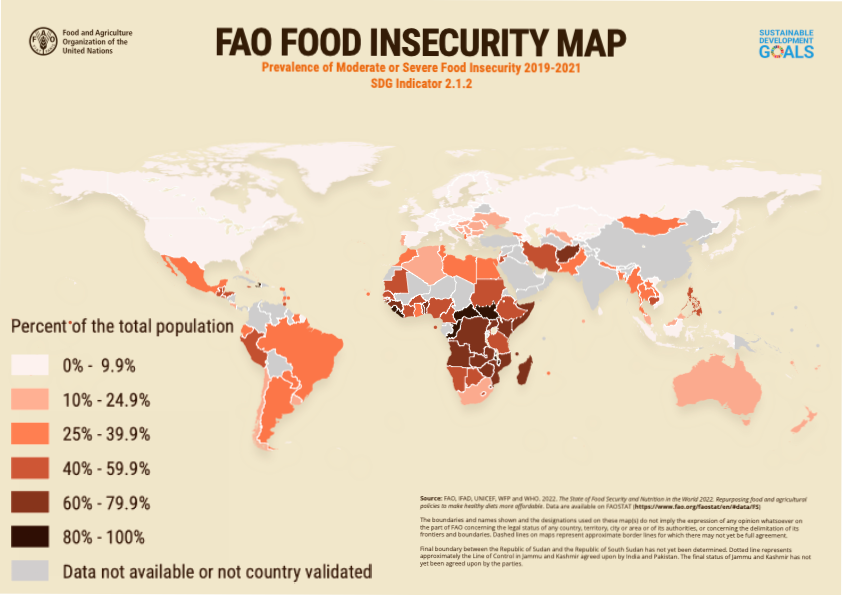 Food and Agriculture
Organization of the
United Nations
FAO FOOD INSECURITY MAP
Prevalence of Moderate or Severe Food Insecurity 2019-2021
SDG Indicator 2.1.2
SUSTAINABLE
DEVELOPMENT
GOALS
Percent of the total population
0% - 9.9%
10% - 24.9%
25% - 39.9%
40% - 59.9%
60% - 79.9%
80% - 100%
Data not available or not country validated
Source: FAO, IFAD, UNICEF, WFP and WHO. 2022. The State of Food Security and Nutrition in the World 2022. Repurposing food and agricultural
policies to make healthy diets more affordable. Data are available on FAOSTAT (https://www.fao.org/faostat/en/#data/FS)
The boundaries and names shown and the designations used on these map(s) do not imply the expression of any opinion whatsoever on
the part of FAO concerning the legal status of any country, territory, city or area or of its authorities, or concerning the delimitation of its
frontiers and boundaries. Dashed lines on maps represent approximate border lines for which there may not yet be full agreement.
Final boundary between the Republic of Sudan and the Republic of South Sudan has not yet been determined. Dotted line represents
approximately the Line of Control in Jammu and Kashmir agreed upon by India and Pakistan. The final status of Jammu and Kashmir has not
yet been agreed upon by the parties.